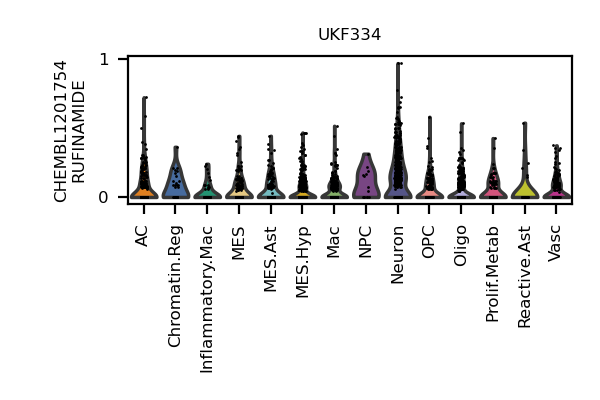 UKF334
CHEMBL1201754
RUFINAMIDE
1
0
AC
Chromatin.Reg
Inflammatory.Mac
MES
MES.Ast
MES.Hyp
Mac
NPC
Neuron
OPC
Oligo
Prolif.Metab
Reactive.Ast
Vasc